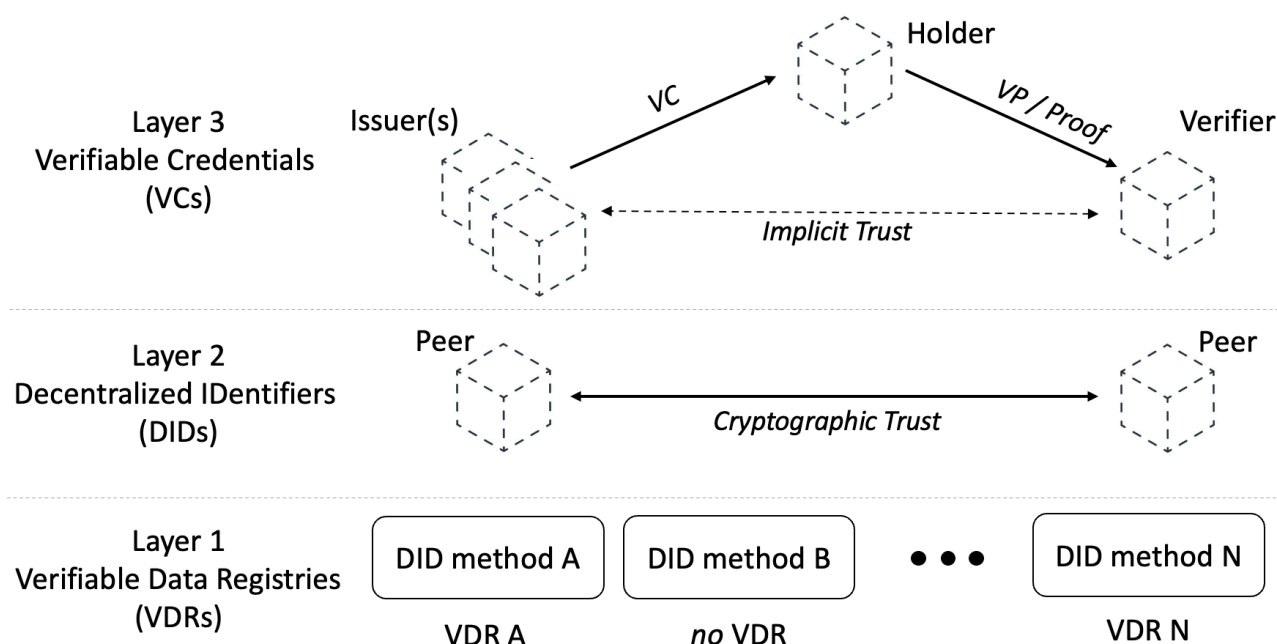 Holder
VC
VP / Proof
Layer 3
Verifiable Credentials
(VCs)
Issuer(s)
Verifier
Implicit Trust
Layer 2
Decentralized IDentifiers
(DIDs)
Peer
Peer
Cryptographic Trust
Layer 1
Verifiable Data Registries
(VDRs)
DID method A
DID method B
DID method N
VDR A
no VDR
VDR N